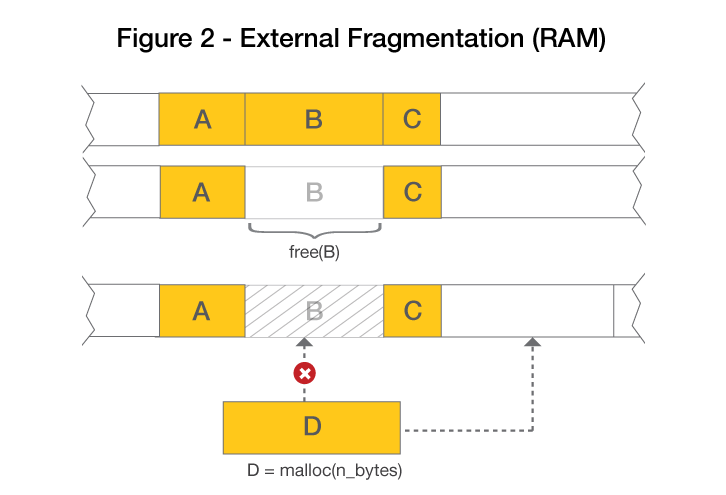 Figure 2 - External Fragmentation (RAM)
A B C
A B C
free(B)
A B C
D
D = malloc(n_bytes)